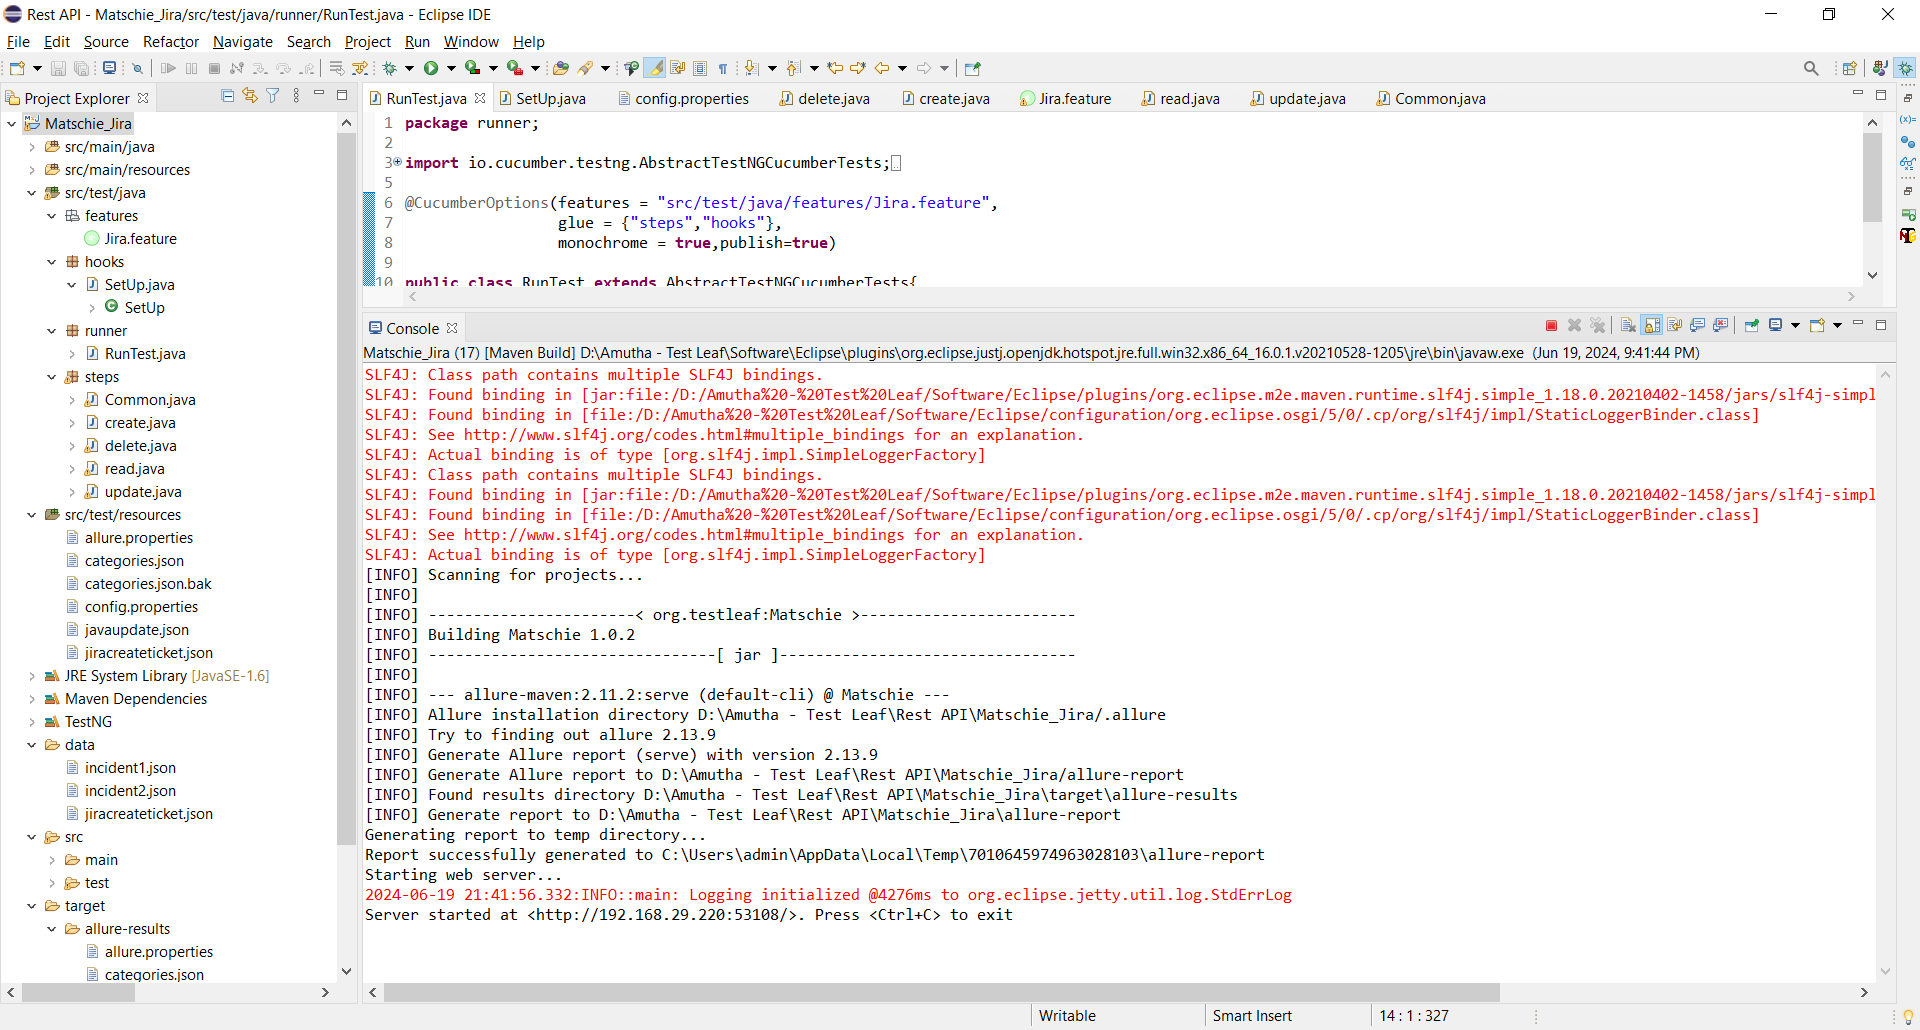 Rest API - Matschie_Jira/src/test/java/runner/RunTest.java - Eclipse IDE
File Edit Source Refactor Navigate Search Project Run Window Help
Project Explorer
Matschie_Jira
src/main/java
src/main/resources
src/test/java
features
Jira.feature
hooks
SetUp.java
SetUp
runner
RunTest.java
steps
Common.java
create.java
delete.java
read.java
update.java
src/test/resources
allure.properties
categories.json
categories.json.bak
config.properties
javaupdate.json
jiracreateticket.json
JRE System Library [JavaSE-1.6]
Maven Dependencies
TestNG
data
incident1.json
incident2.json
jiracreateticket.json
src
main
test
target
allure-results
allure.properties
categories.json
RunTest.java SetUp.java config.properties delete.java create.java Jira.feature read.java update.java Common.java
1 package runner;
2
3 import io.cucumber.testng.AbstractTestNGCucumberTests;
5
6 @CucumberOptions(features = "src/test/java/features/Jira.feature",
7 glue = {"steps","hooks"},
8 monochrome = true,publish=true)
9
10 public class RunTest extends AbstractTestNGCucumberTests{
Console
Matschie_Jira (17) [Maven Build] D:\Amutha - Test Leaf\Software\Eclipse\plugins\org.eclipse.justj.openjdk.hotspot.jre.full.win32.x86_64_16.0.1.v20210528-1205\jre\bin\javaw.exe (Jun 19, 2024, 9:41:44 PM)
SLF4J: Class path contains multiple SLF4J bindings.
SLF4J: Found binding in [jar:file:/D:/Amutha%20-%20Test%20Leaf/Software/Eclipse/plugins/org.eclipse.m2e.maven.runtime.slf4j.simple_1.18.0.20210402-1458/jars/slf4j-simpl
SLF4J: Found binding in [file:/D:/Amutha%20-%20Test%20Leaf/Software/Eclipse/configuration/org.eclipse.osgi/5/0/.cp/org/slf4j/impl/StaticLoggerBinder.class]
SLF4J: See http://www.slf4j.org/codes.html#multiple_bindings for an explanation.
SLF4J: Actual binding is of type [org.slf4j.impl.SimpleLoggerFactory]
SLF4J: Class path contains multiple SLF4J bindings.
SLF4J: Found binding in [jar:file:/D:/Amutha%20-%20Test%20Leaf/Software/Eclipse/plugins/org.eclipse.m2e.maven.runtime.slf4j.simple_1.18.0.20210402-1458/jars/slf4j-simpl
SLF4J: Found binding in [file:/D:/Amutha%20-%20Test%20Leaf/Software/Eclipse/configuration/org.eclipse.osgi/5/0/.cp/org/slf4j/impl/StaticLoggerBinder.class]
SLF4J: See http://www.slf4j.org/codes.html#multiple_bindings for an explanation.
SLF4J: Actual binding is of type [org.slf4j.impl.SimpleLoggerFactory]
[INFO] Scanning for projects...
[INFO]
[INFO] -----------------------< org.testleaf:Matschie >------------------------
[INFO] Building Matschie 1.0.2
[INFO] --------------------------------[ jar ]---------------------------------
[INFO]
[INFO] --- allure-maven:2.11.2:serve (default-cli) @ Matschie ---
[INFO] Allure installation directory D:\Amutha - Test Leaf\Rest API\Matschie_Jira/.allure
[INFO] Try to finding out allure 2.13.9
[INFO] Generate Allure report (serve) with version 2.13.9
[INFO] Generate Allure report to D:\Amutha - Test Leaf\Rest API\Matschie_Jira/allure-report
[INFO] Found results directory D:\Amutha - Test Leaf\Rest API\Matschie_Jira\target\allure-results
[INFO] Generate report to D:\Amutha - Test Leaf\Rest API\Matschie_Jira\allure-report
Generating report to temp directory...
Report successfully generated to C:\Users\admin\AppData\Local\Temp\7010645974963028103\allure-report
Starting web server...
2024-06-19 21:41:56.332:INFO::main: Logging initialized @4276ms to org.eclipse.jetty.util.log.StdErrLog
Server started at <http://192.168.29.220:53108/>. Press <Ctrl+C> to exit
Writable Smart Insert 14 : 1 : 327